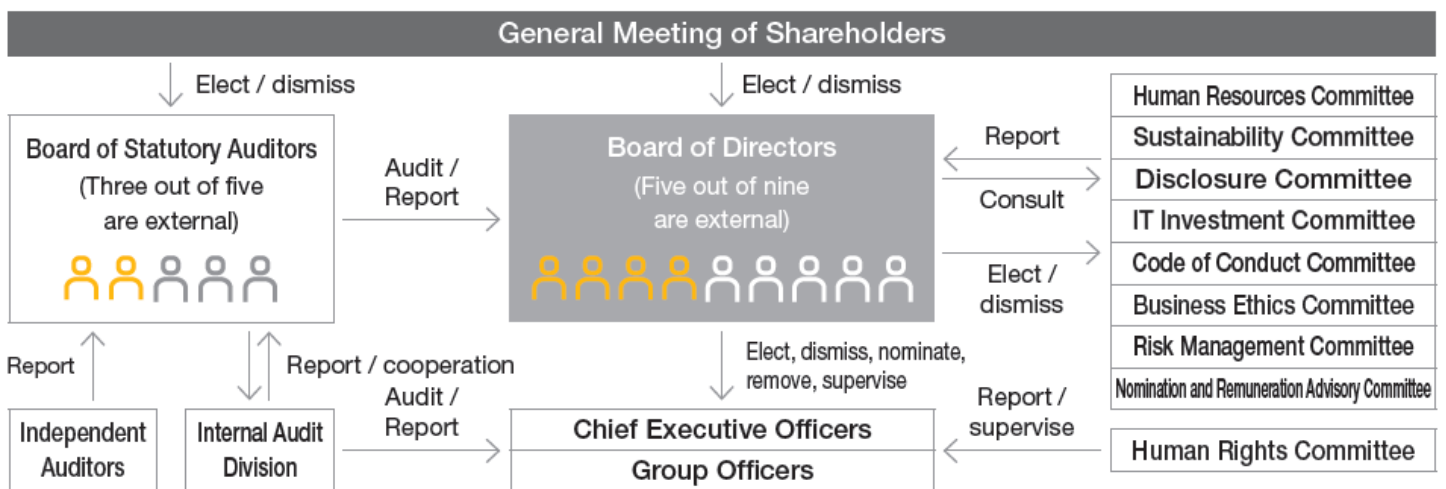 General Meeting of Shareholders
Elect / dismiss
Elect / dismiss
Board of Statutory Auditors
(Three out of five
are external)
Audit /
Report
Board of Directors
(Five out of nine
are external)
Report
Consult
Elect /
dismiss
Human Resources Committee
Sustainability Committee
Disclosure Committee
IT Investment Committee
Code of Conduct Committee
Business Ethics Committee
Risk Management Committee
Nomination and Remuneration Advisory Committee
Report
Report / cooperation
Elect, dismiss, nominate,
remove, supervise
Independent
Auditors
Internal Audit
Division
Audit /
Report
Chief Executive Officers
Group Officers
Report /
supervise
Human Rights Committee